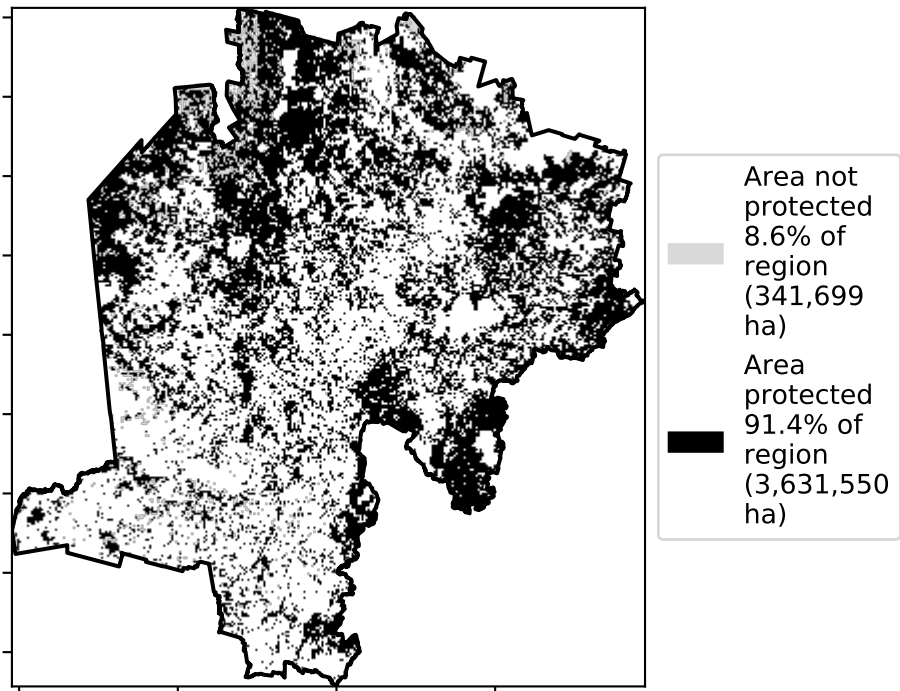 Area not
protected
8.6% of
region
(341,699
ha)
Area
protected
91.4% of
region
(3,631,550
ha)